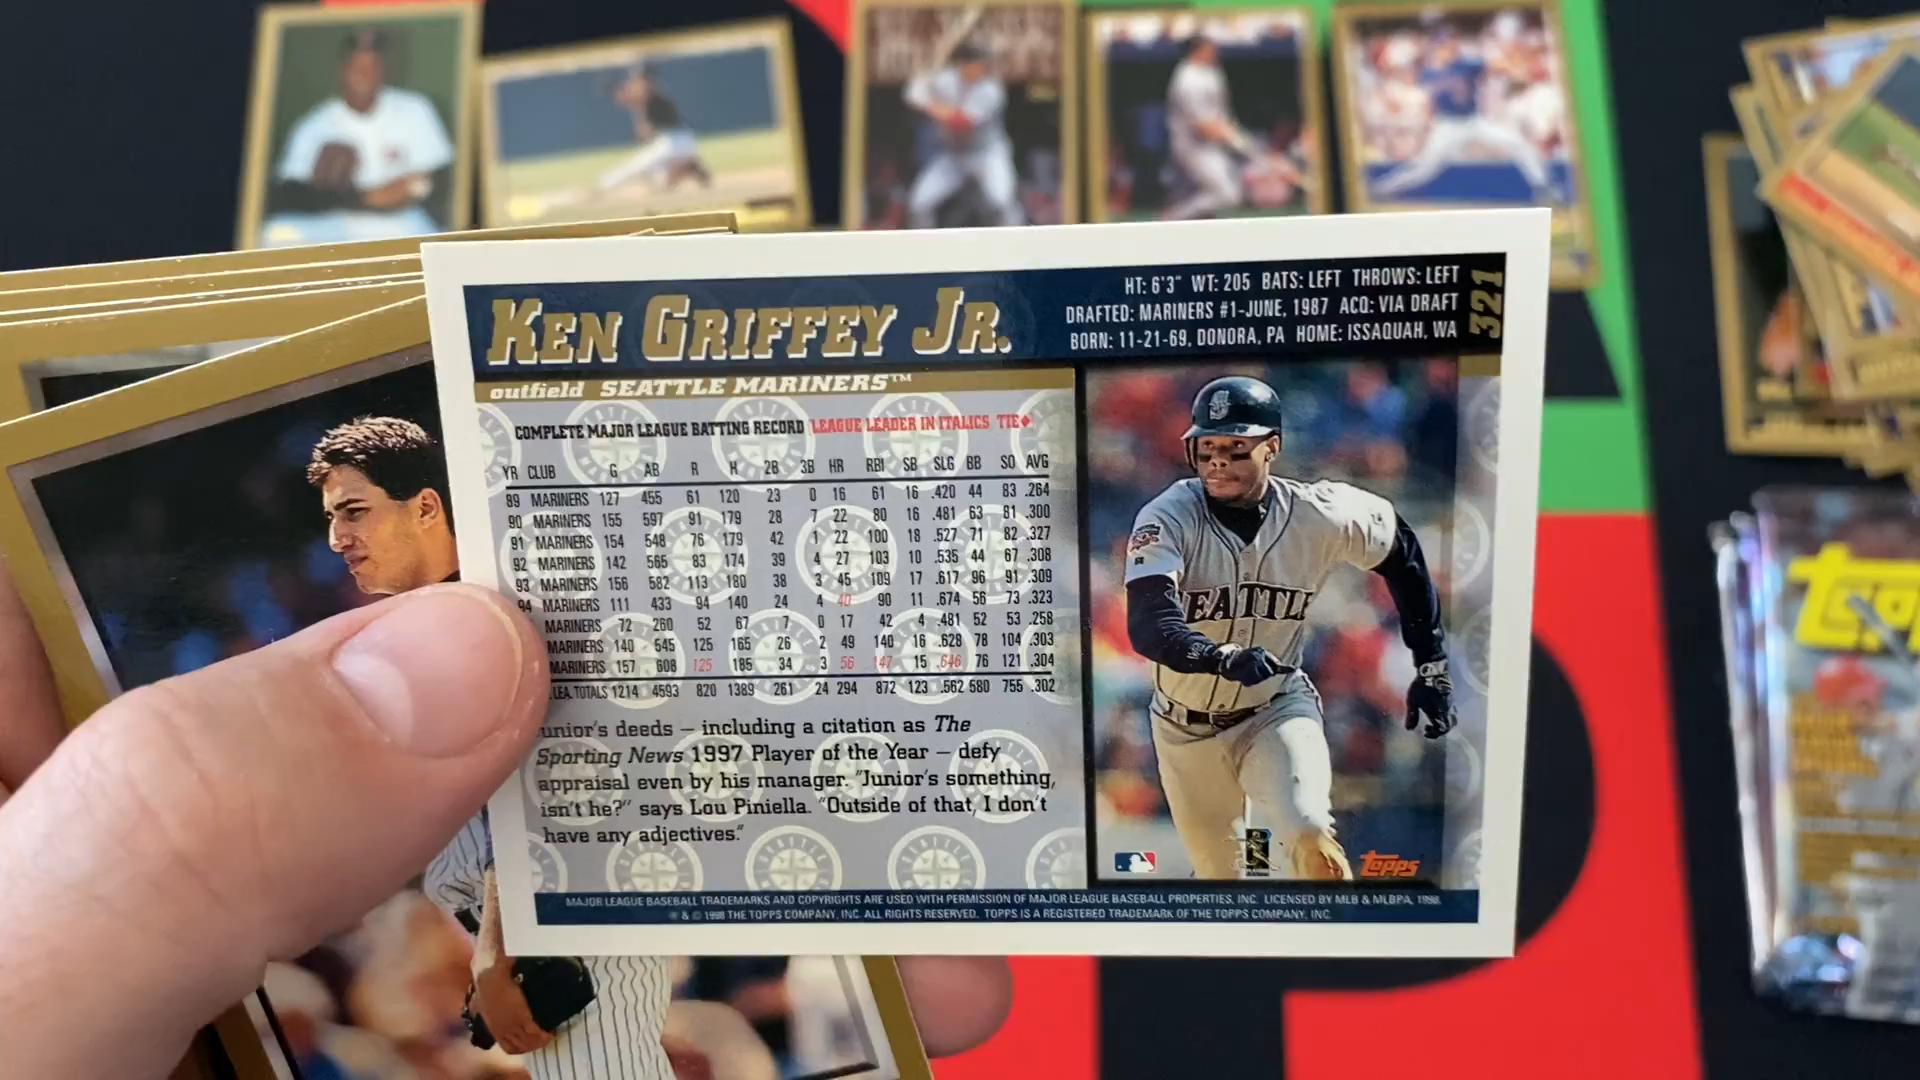 KEN GRIFFEY JR.
HT: 6'3" WT: 205 BATS: LEFT THROWS: LEFT
DRAFTED: MARINERS #1-JUNE, 1987 ACQ: VIA DRAFT
BORN: 11-21-69, DONORA, PA HOME: ISSAQUAH, WA
321
outfield SEATTLE MARINERS™
COMPLETE MAJOR LEAGUE BATTING RECORD LEAGUE LEADER IN ITALICS TIE♦
YR CLUB G AB R H 2B 3B HR RBI SB SLG BB SO AVG
89 MARINERS 127 455 61 120 23 0 16 61 16 .420 44 83 .264
90 MARINERS 155 597 91 179 28 7 22 80 16 .481 63 81 .300
91 MARINERS 154 548 76 179 42 1 22 100 18 .527 71 82 .327
92 MARINERS 142 565 83 174 39 4 27 103 10 .535 44 67 .308
93 MARINERS 156 582 113 180 38 3 45 109 17 .617 96 91 .309
94 MARINERS 111 433 94 140 24 4 40 90 11 .674 56 73 .323
MARINERS 72 260 52 67 7 0 17 42 4 .481 52 53 .258
MARINERS 140 545 125 165 26 2 49 140 16 .628 78 104 .303
MARINERS 157 608 125 185 34 3 56 147 15 .646 76 121 .304
LEA. TOTALS 1214 4593 820 1389 261 24 294 872 123 .562 580 755 .302
unior's deeds – including a citation as The
Sporting News 1997 Player of the Year – defy
appraisal even by his manager. "Junior's something,
isn't he?" says Lou Piniella. "Outside of that, I don't
have any adjectives."
EATTL
topps
MAJOR LEAGUE BASEBALL TRADEMARKS AND COPYRIGHTS ARE USED WITH PERMISSION OF MAJOR LEAGUE BASEBALL PROPERTIES, INC. LICENSED BY MLB & MLBPA, 1998.
® & © 1998 THE TOPPS COMPANY, INC. ALL RIGHTS RESERVED. TOPPS IS A REGISTERED TRADEMARK OF THE TOPPS COMPANY, INC.
topp